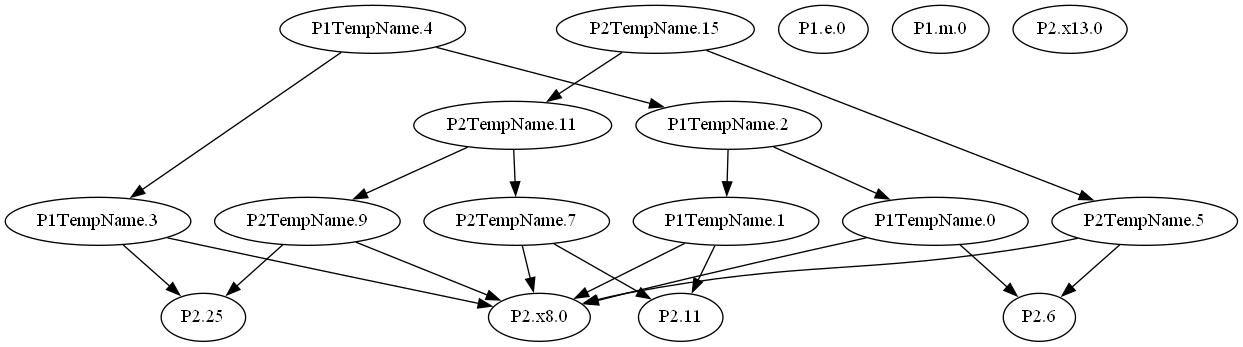 P1TempName.4
P2TempName.15
P1.e.0
P1.m.0
P2.x13.0
P2TempName.11
P1TempName.2
P1TempName.3
P2TempName.9
P2TempName.7
P1TempName.1
P1TempName.0
P2TempName.5
P2.25
P2.x8.0
P2.11
P2.6